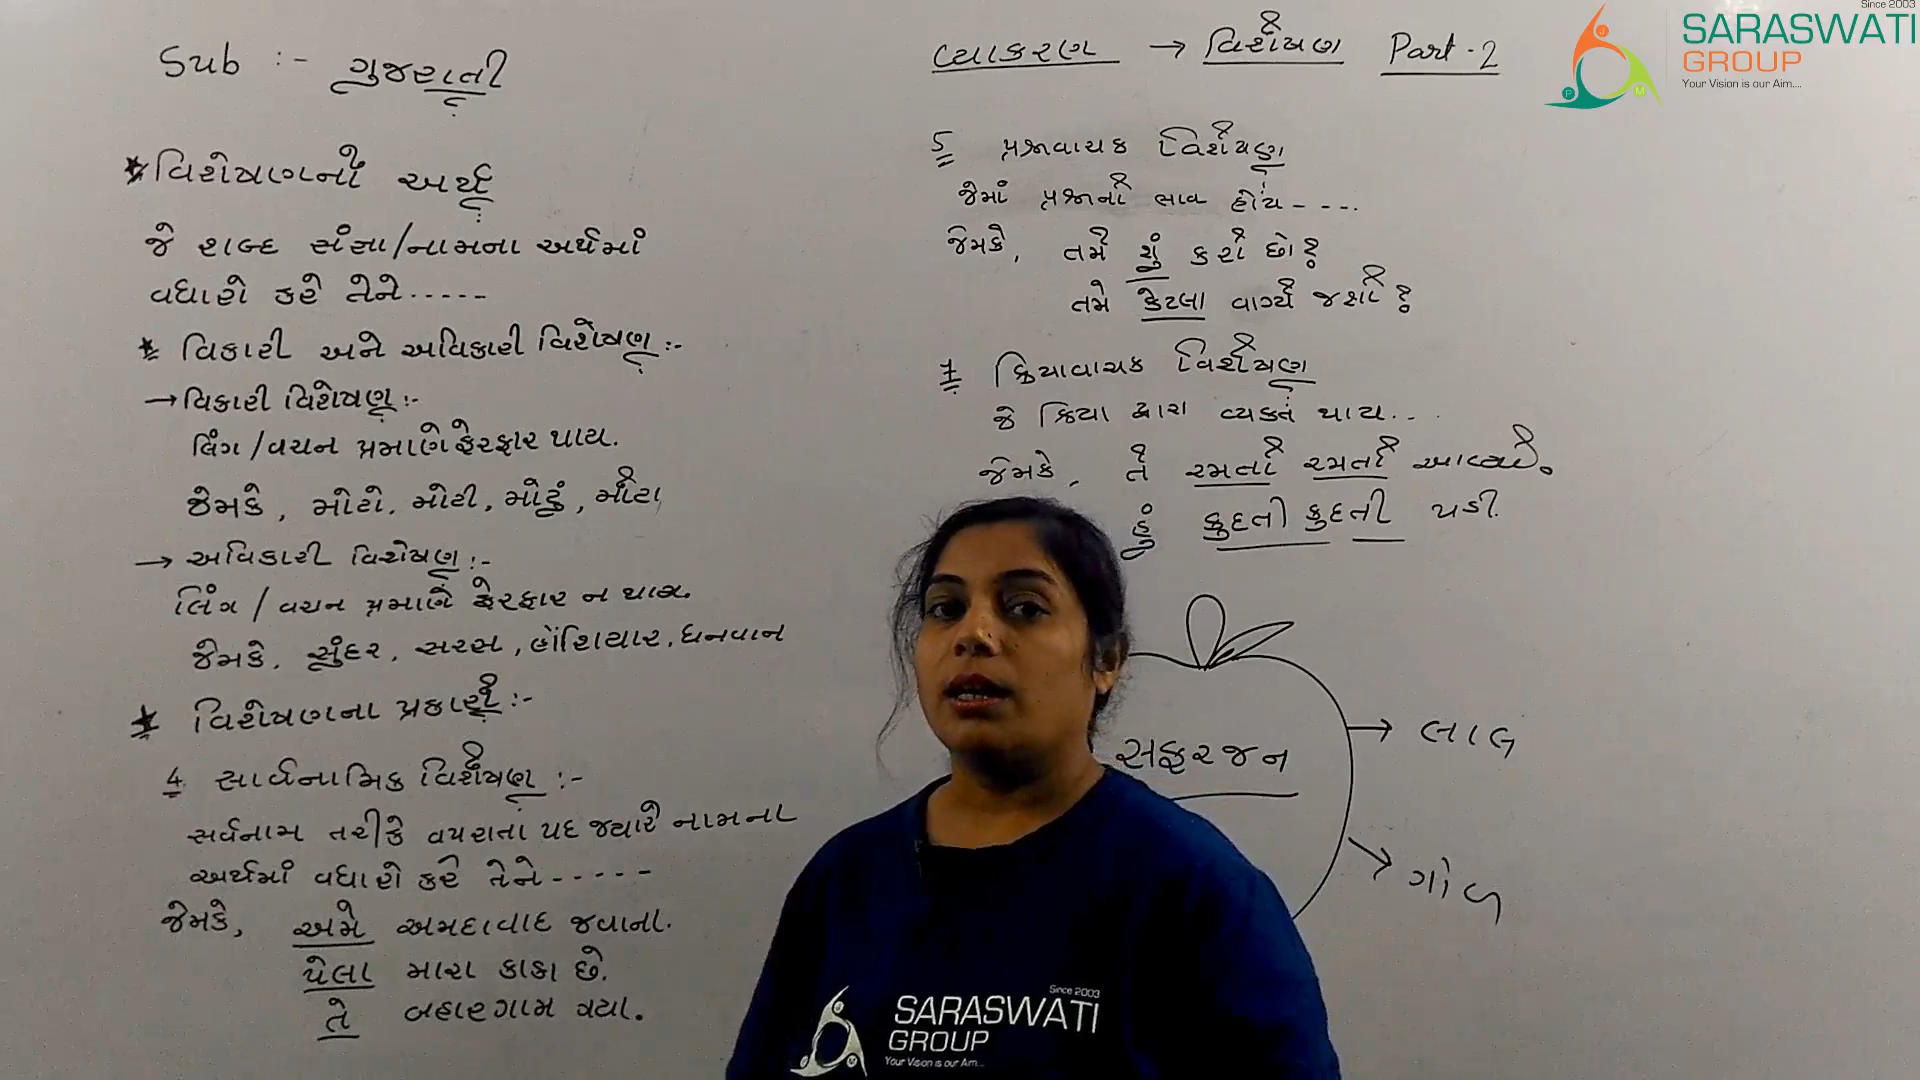 Sub :- ગુજરાતી
* વિશેષણનો અર્થ :
જે શબ્દ સંજ્ઞા/નામના અર્થમાં
વધારો કરે તેને-----
* વિકારી અને અવિકારી વિશેષણ :-
→ વિકારી વિશેષણ :-
લિંગ/વચન પ્રમાણે ફેરફાર થાય.
જેમકે, મોટો, મોટી, મોટું, મોટા
→ અવિકારી વિશેષણ :-
લિંગ/વચન પ્રમાણે ફેરફાર ન થાય.
જેમકે, સુંદર, સરસ, હોંશિયાર, ધનવાન
* વિશેષણના પ્રકારો :-
4 સાર્વનામિક વિશેષણ :-
સર્વનામ તરીકે વપરાતાં પદ જ્યારે નામના
અર્થમાં વધારો કરે તેને-----
જેમકે, અમે અમદાવાદ જવાના.
પેલા મારા કાકા છે.
તે બહારગામ ગયા.
વ્યાકરણ → વિશેષણ Part-2
5 પ્રશ્નવાચક વિશેષણ
જેમાં પ્રશ્નનો ભાવ હોય----
જેમકે, તમે શું કરો છો?
તમે કેટલા વાગ્યે જશો?
7 ક્રિયાવાચક વિશેષણ
જે ક્રિયા દ્વારા વ્યક્ત થાય...
જેમકે, તે રમતો રમતો આવ્યો.
હું કુદતી કુદતી પડી.
સફરજન
→ લાલ
→ ગોળ
Since 2003
SARASWATI
GROUP
Your Vision is our Aim....
Since 2003
SARASWATI
GROUP
Your Vision is our Aim...